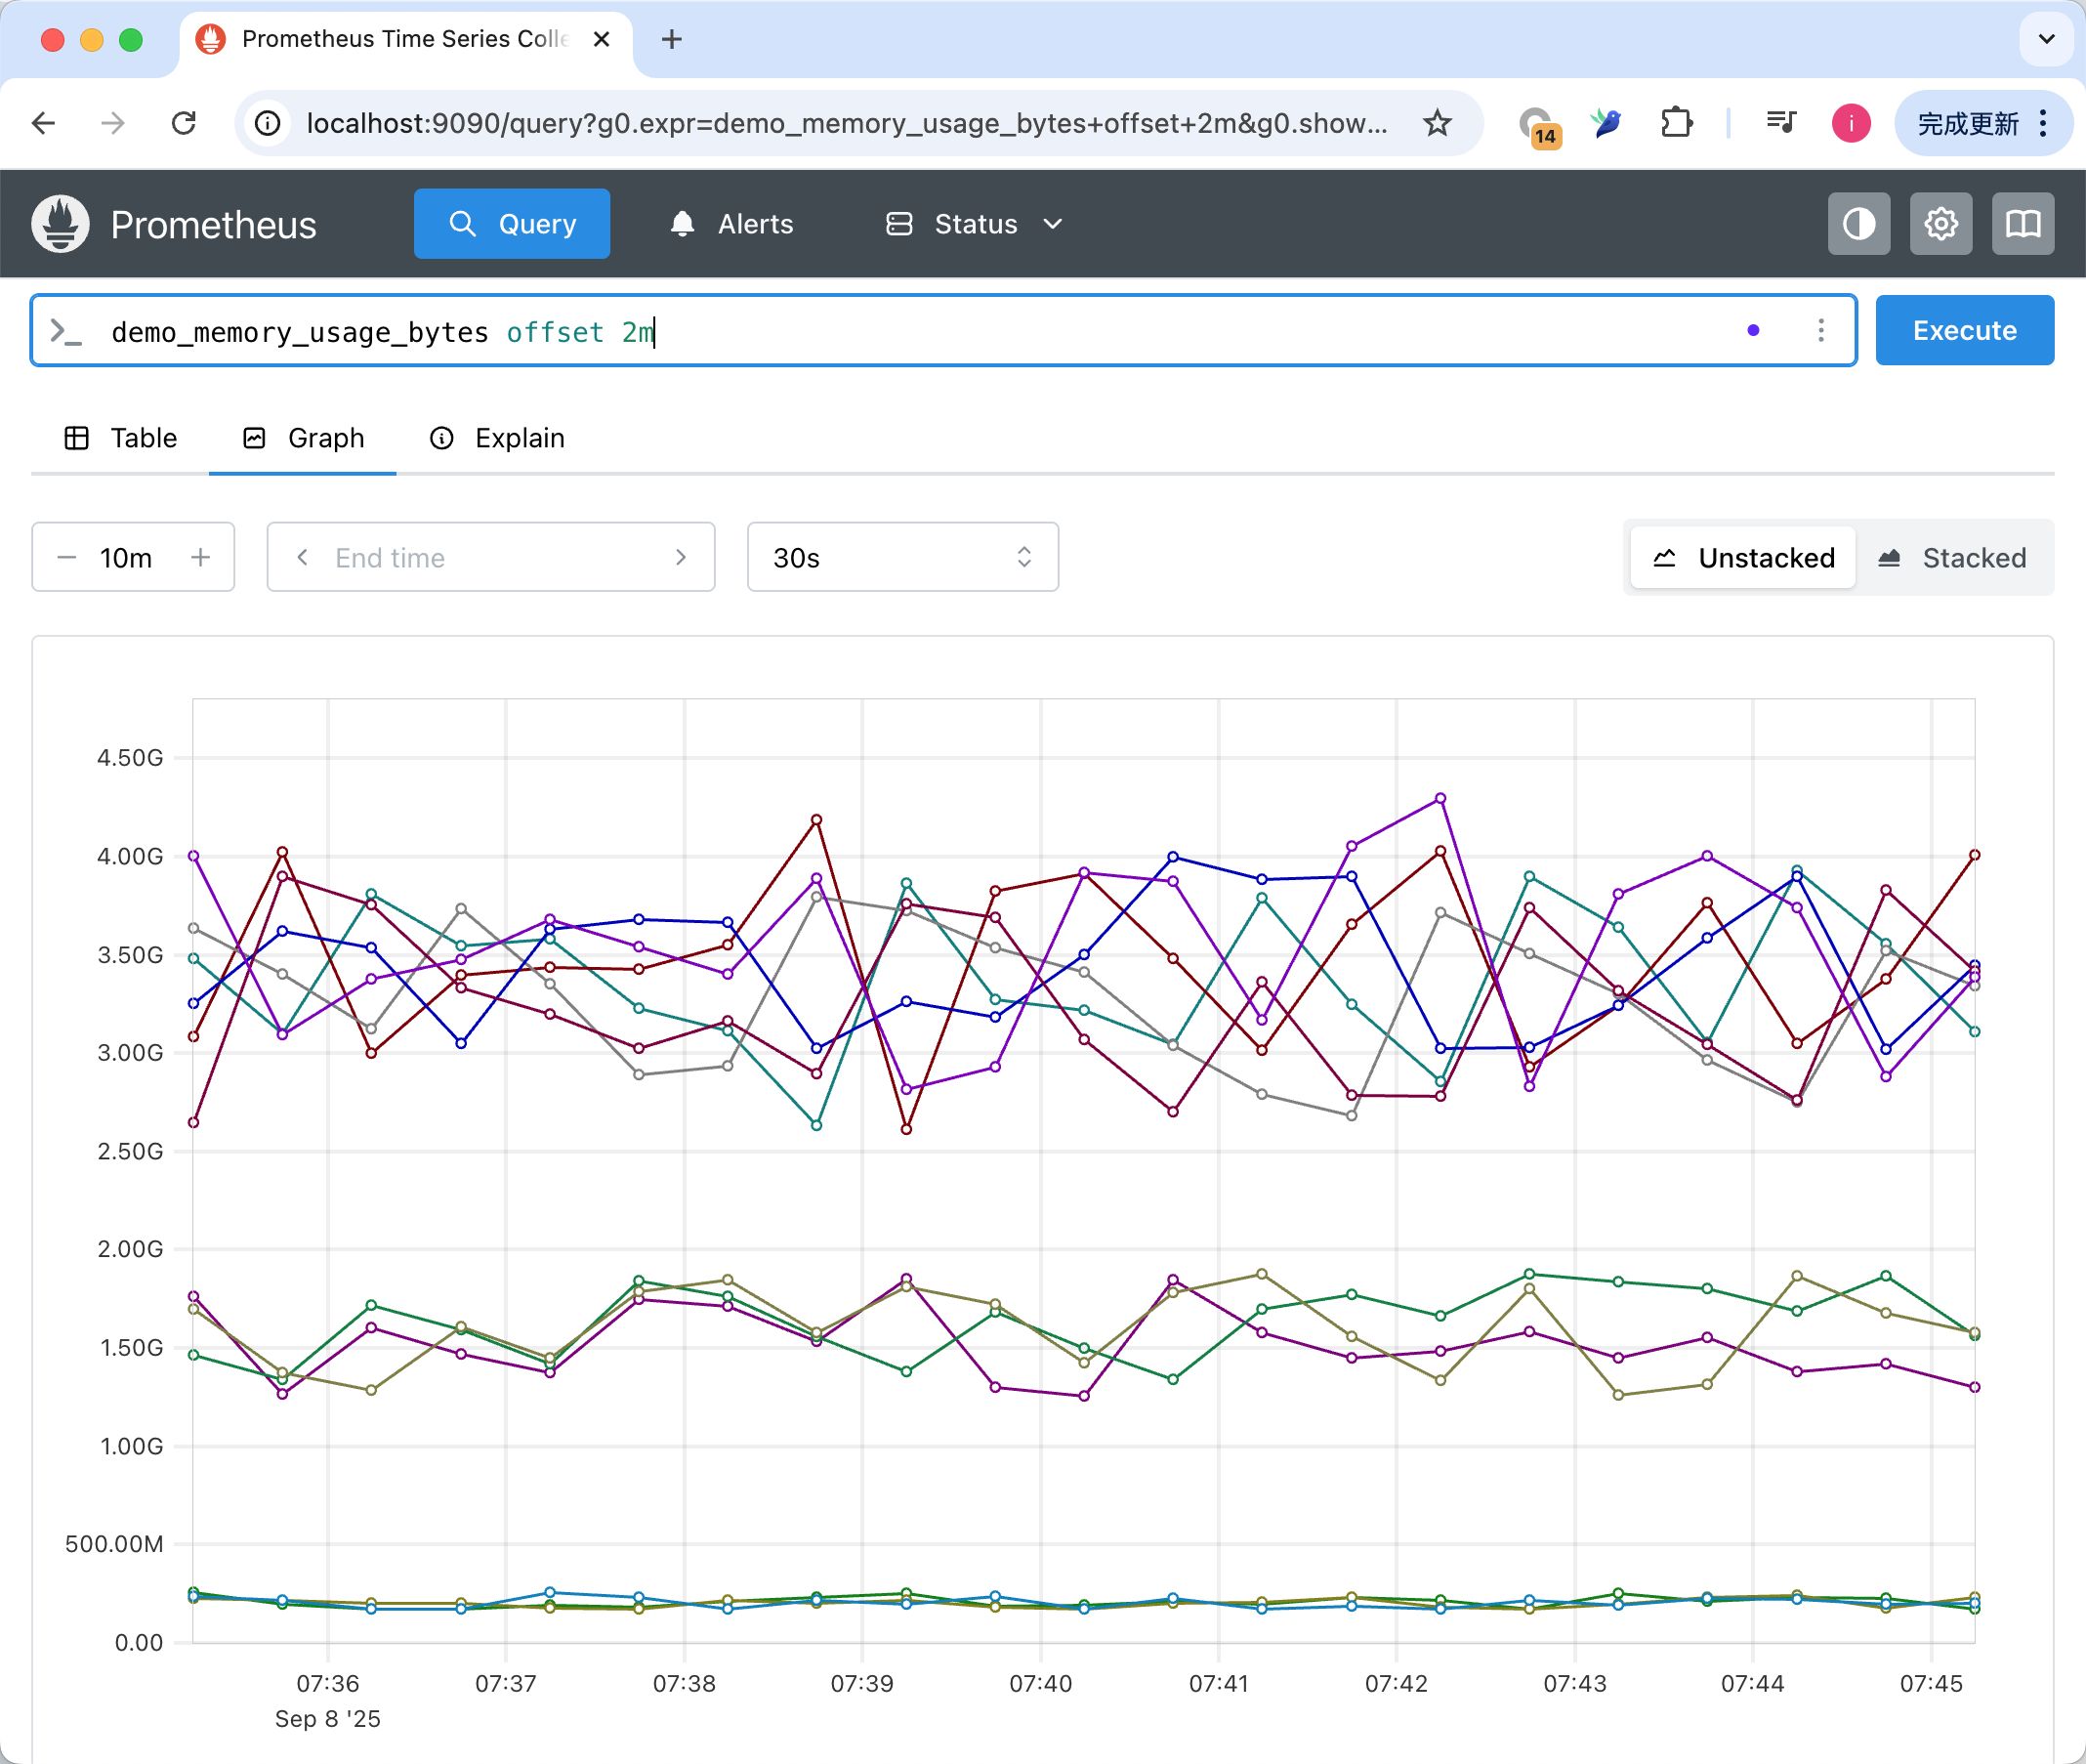 Prometheus Time Series Colle
localhost:9090/query?g0.expr=demo_memory_usage_bytes+offset+2m&g0.show...
14
i
完成更新
Prometheus
Query
Alerts
Status
demo_memory_usage_bytes offset 2m
Execute
Table
Graph
Explain
10m
End time
30s
Unstacked
Stacked
4.50G
4.00G
3.50G
3.00G
2.50G
2.00G
1.50G
1.00G
500.00M
0.00
07:36
07:37
07:38
07:39
07:40
07:41
07:42
07:43
07:44
07:45
Sep 8 '25